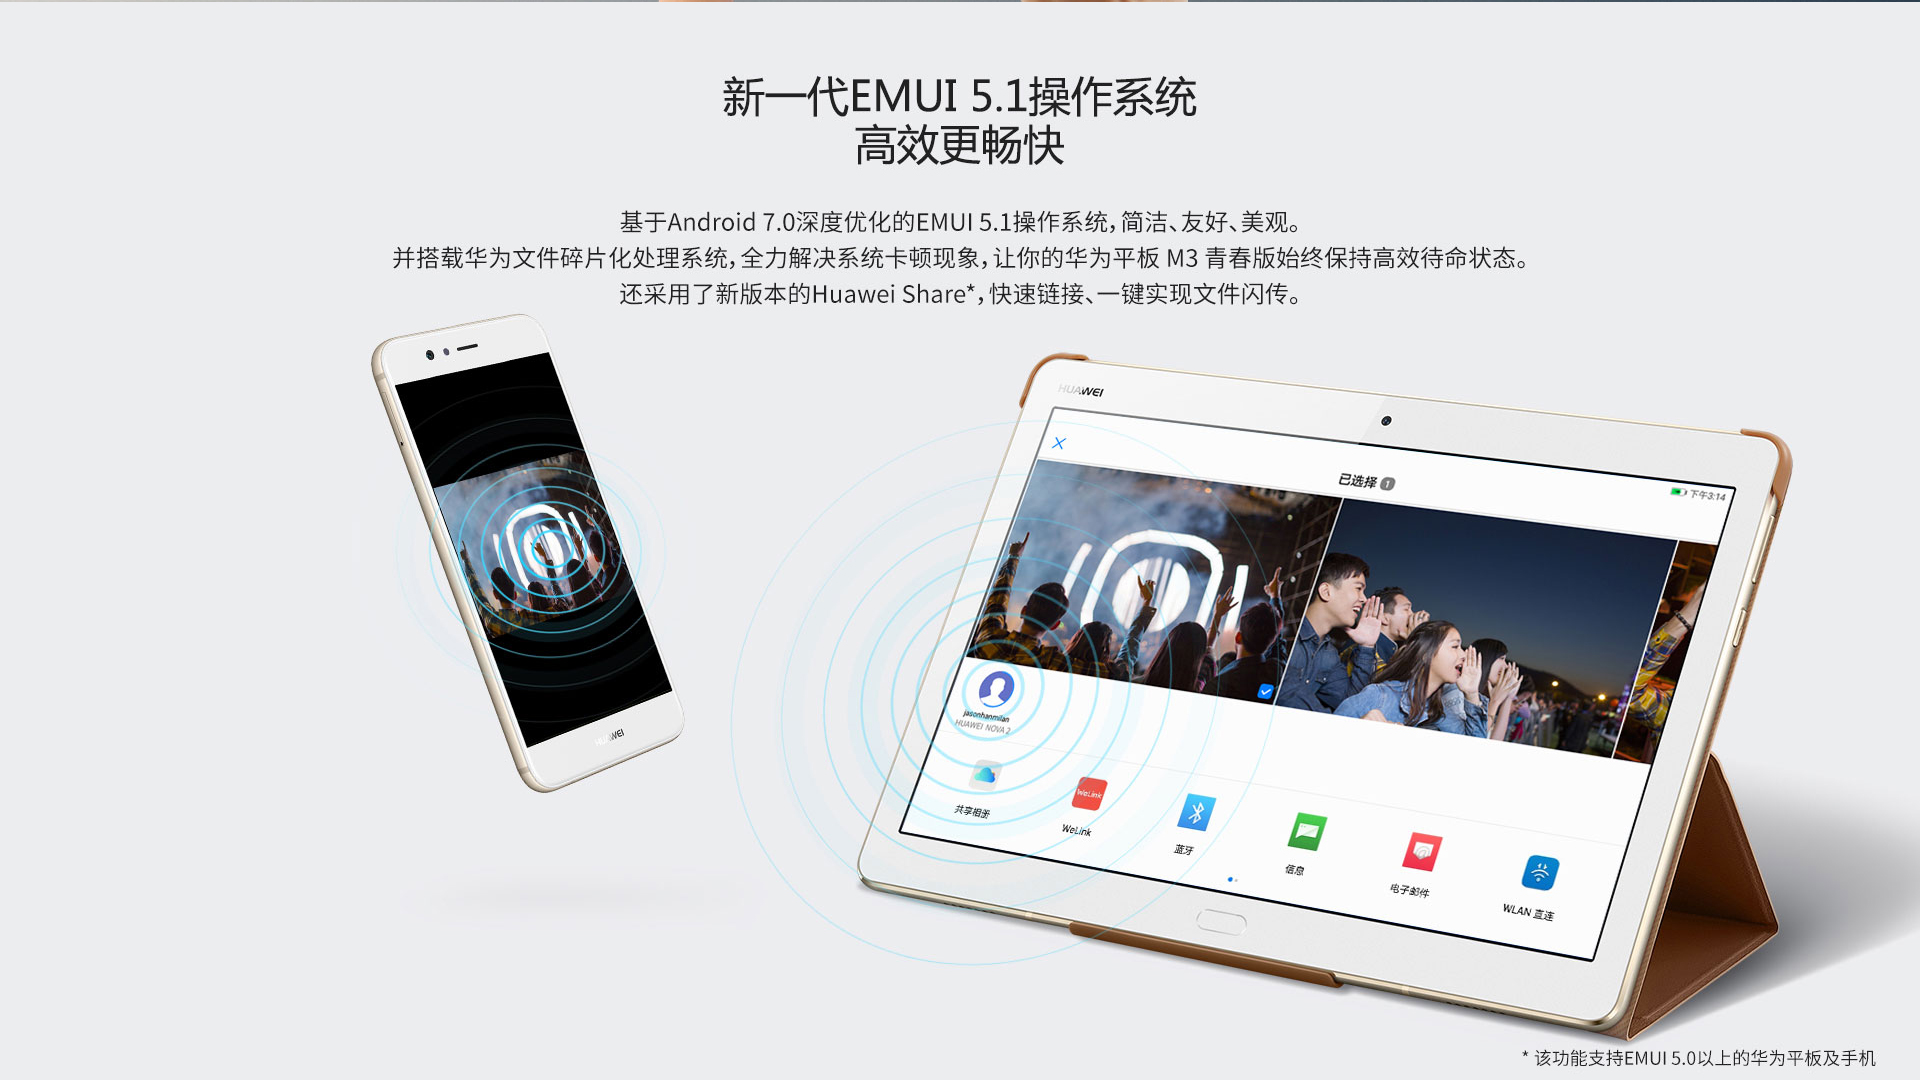 新一代EMUI 5.1操作系统
高效更畅快
基于Android 7.0深度优化的EMUI 5.1操作系统，简洁、友好、美观。
并搭载华为文件碎片化处理系统，全力解决系统卡顿现象，让你的华为平板 M3 青春版始终保持高效待命状态。
还采用了新版本的Huawei Share*，快速链接、一键实现文件闪传。
HUAWEI
HUAWEI
已选择 1
下午3:14
jasonhanmilan
HUAWEI NOVA 2
共享相册
WeLink
WeLink
蓝牙
信息
电子邮件
WLAN 直连
* 该功能支持EMUI 5.0以上的华为平板及手机